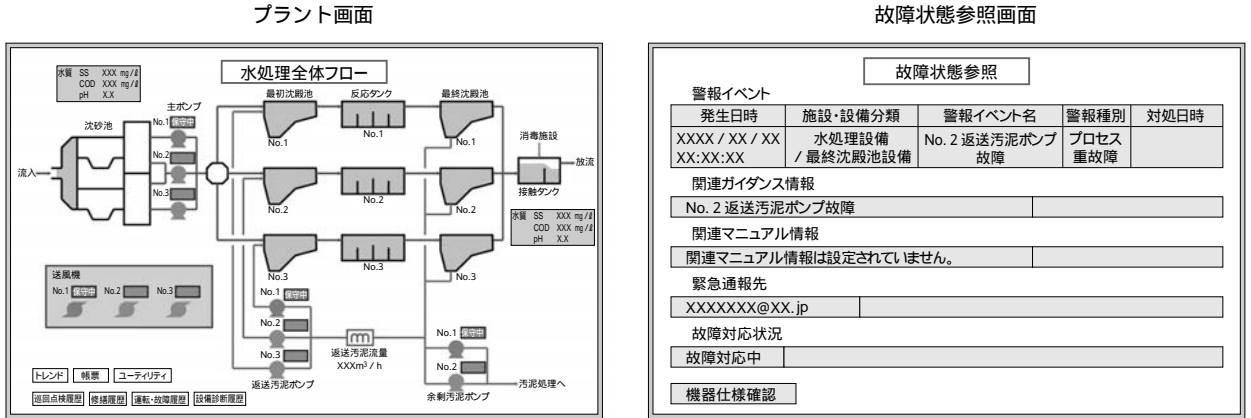 プラント画面
水処理全体フロー
水質 SS XXX mg/ℓ
COD XXX mg/ℓ
pH X.X
主ポンプ
沈砂池
No.1 保守中
No.2
No.3
流入
最初沈殿池
反応タンク
最終沈殿池
No.1
No.1
No.1
No.2
No.2
No.2
No.3
No.3
No.3
消毒施設
放流
接触タンク
水質 SS XXX mg/ℓ
COD XXX mg/ℓ
pH X.X
送風機
No.1 保守中 No.2 No.3
No.1 保守中
No.2
No.3
返送汚泥ポンプ
返送汚泥流量
XXXm³ / h
No.1 保守中
No.2
余剰汚泥ポンプ
汚泥処理へ
トレンド 帳票 ユーティリティ
巡回点検履歴 修繕履歴 運転・故障履歴 設備診断履歴
故障状態参照画面
故障状態参照
警報イベント
発生日時 施設・設備分類 警報イベント名 警報種別 対処日時
XXXX / XX / XX 水処理設備 No. 2 返送汚泥ポンプ プロセス
XX:XX:XX / 最終沈殿池設備 故障 重故障
関連ガイダンス情報
No. 2 返送汚泥ポンプ故障
関連マニュアル情報
関連マニュアル情報は設定されていません。
緊急通報先
XXXXXXX@XX. jp
故障対応状況
故障対応中
機器仕様確認